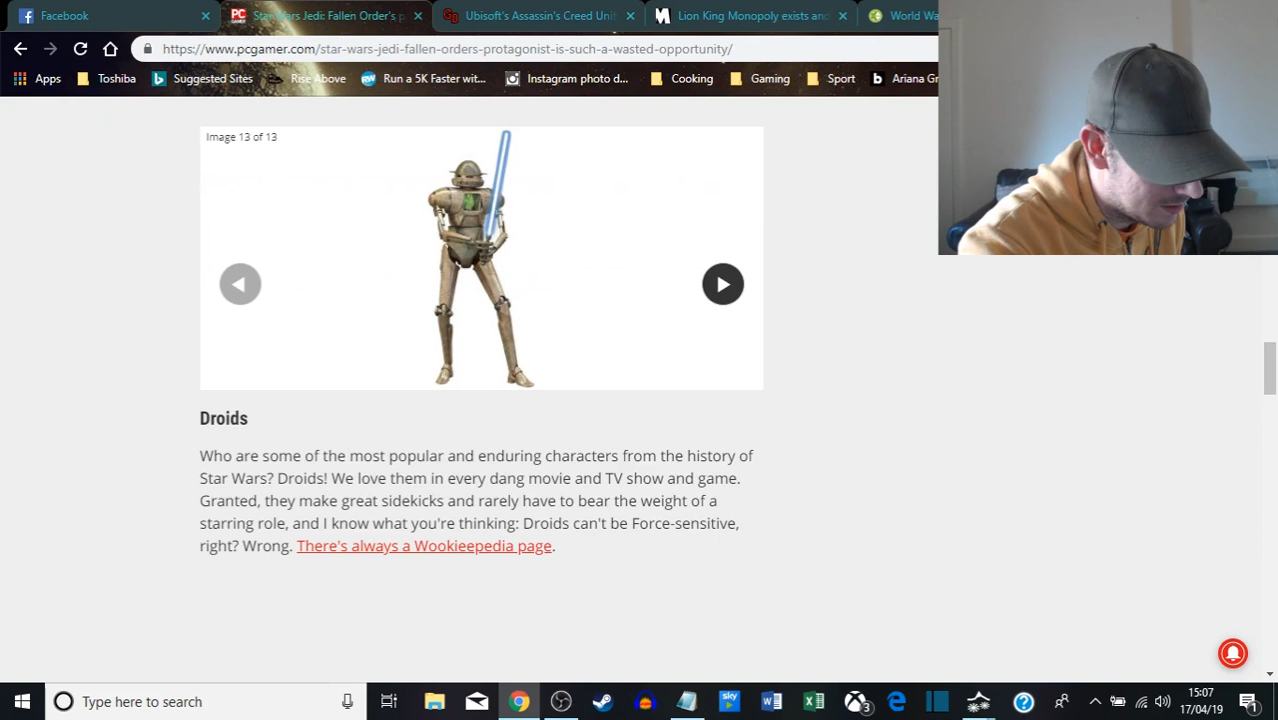 Facebook
Star Wars Jedi: Fallen Order's p
Ubisoft's Assassin's Creed Unit
Lion King Monopoly exists and
World Wa
https://www.pcgamer.com/star-wars-jedi-fallen-orders-protagonist-is-such-a-wasted-opportunity/
Apps Toshiba Suggested Sites Rise Above Run a 5K Faster wit... Instagram photo d... Cooking Gaming Sport Ariana Gr
Image 13 of 13
Droids
Who are some of the most popular and enduring characters from the history of
Star Wars? Droids! We love them in every dang movie and TV show and game.
Granted, they make great sidekicks and rarely have to bear the weight of a
starring role, and I know what you're thinking: Droids can't be Force-sensitive,
right? Wrong. There's always a Wookieepedia page.
Type here to search
sky
3
15:07
17/04/19
1